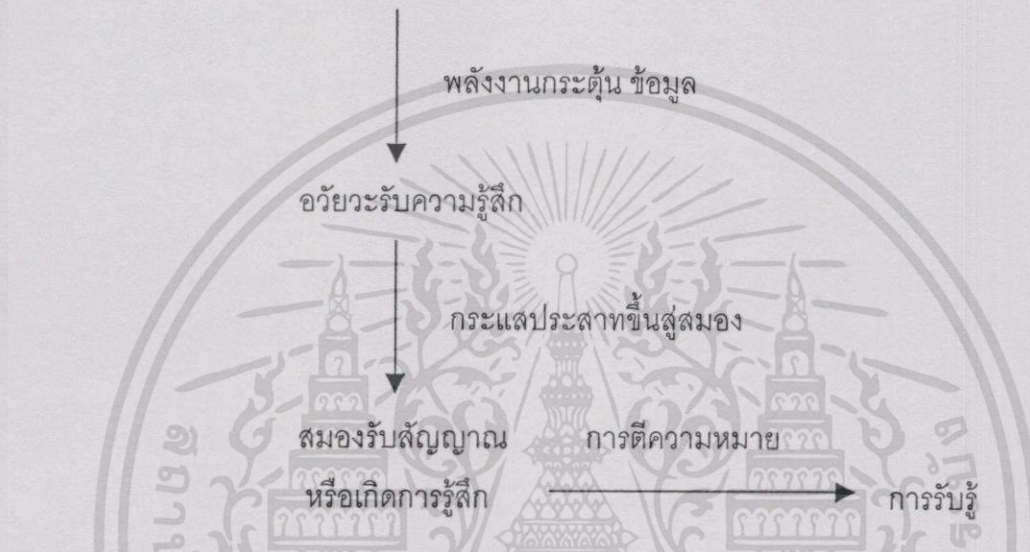 พลังงานกระตุ้น ข้อมูล
อวัยวะรับความรู้สึก
กระแสประสาทขึ้นสู่สมอง
สมองรับสัญญาณ การตีความหมาย
หรือเกิดการรู้สึก การรับรู้